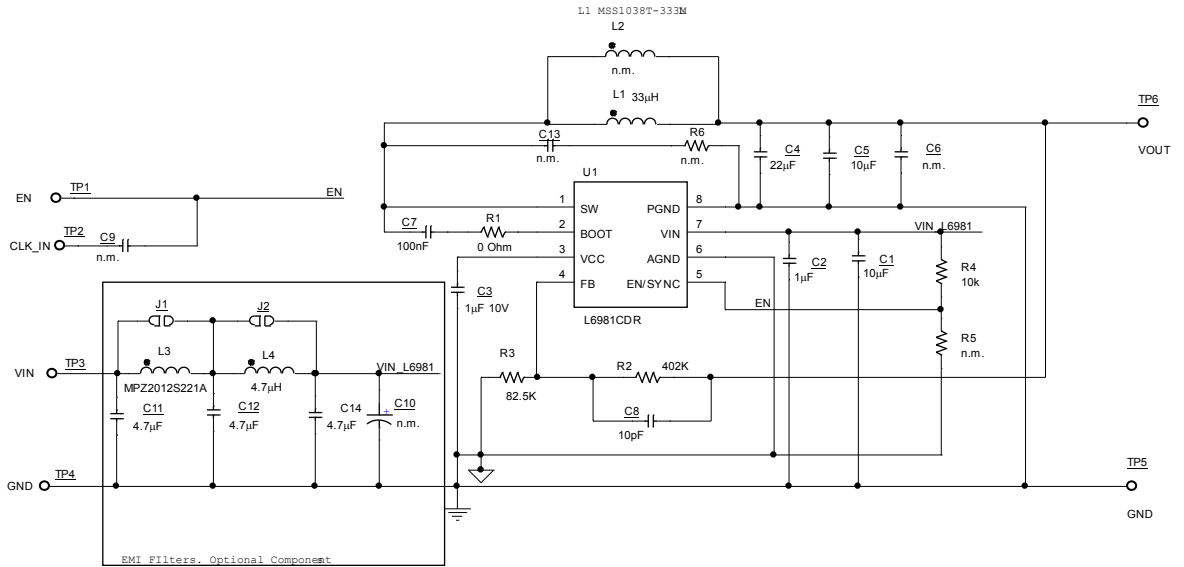 L1 MSS1038T-333M
L2
n.m.
L1 33µH
TP6
VOUT
C13
n.m.
R6
n.m.
C4
22µF
C5
10µF
C6
n.m.
U1
EN
TP1
EN
CLK_IN
TP2
C9
n.m.
1
SW
PGND
8
C7
100nF
R1
0 Ohm
2
BOOT
VIN
7
VIN_L6981
3
VCC
AGND
6
4
FB
EN/SYNC
5
L6981CDR
C3
1µF 10V
C2
1µF
C1
10µF
R4
10k
EN
R5
n.m.
J1
J2
L3
MPZ2012S221A
L4
4.7µH
VIN
TP3
VIN_L6981
R3
82.5K
R2
402K
C8
10pF
C11
4.7µF
C12
4.7µF
C14
4.7µF
+
C10
n.m.
GND
TP4
TP5
GND
EMI FIlters. Optional Component